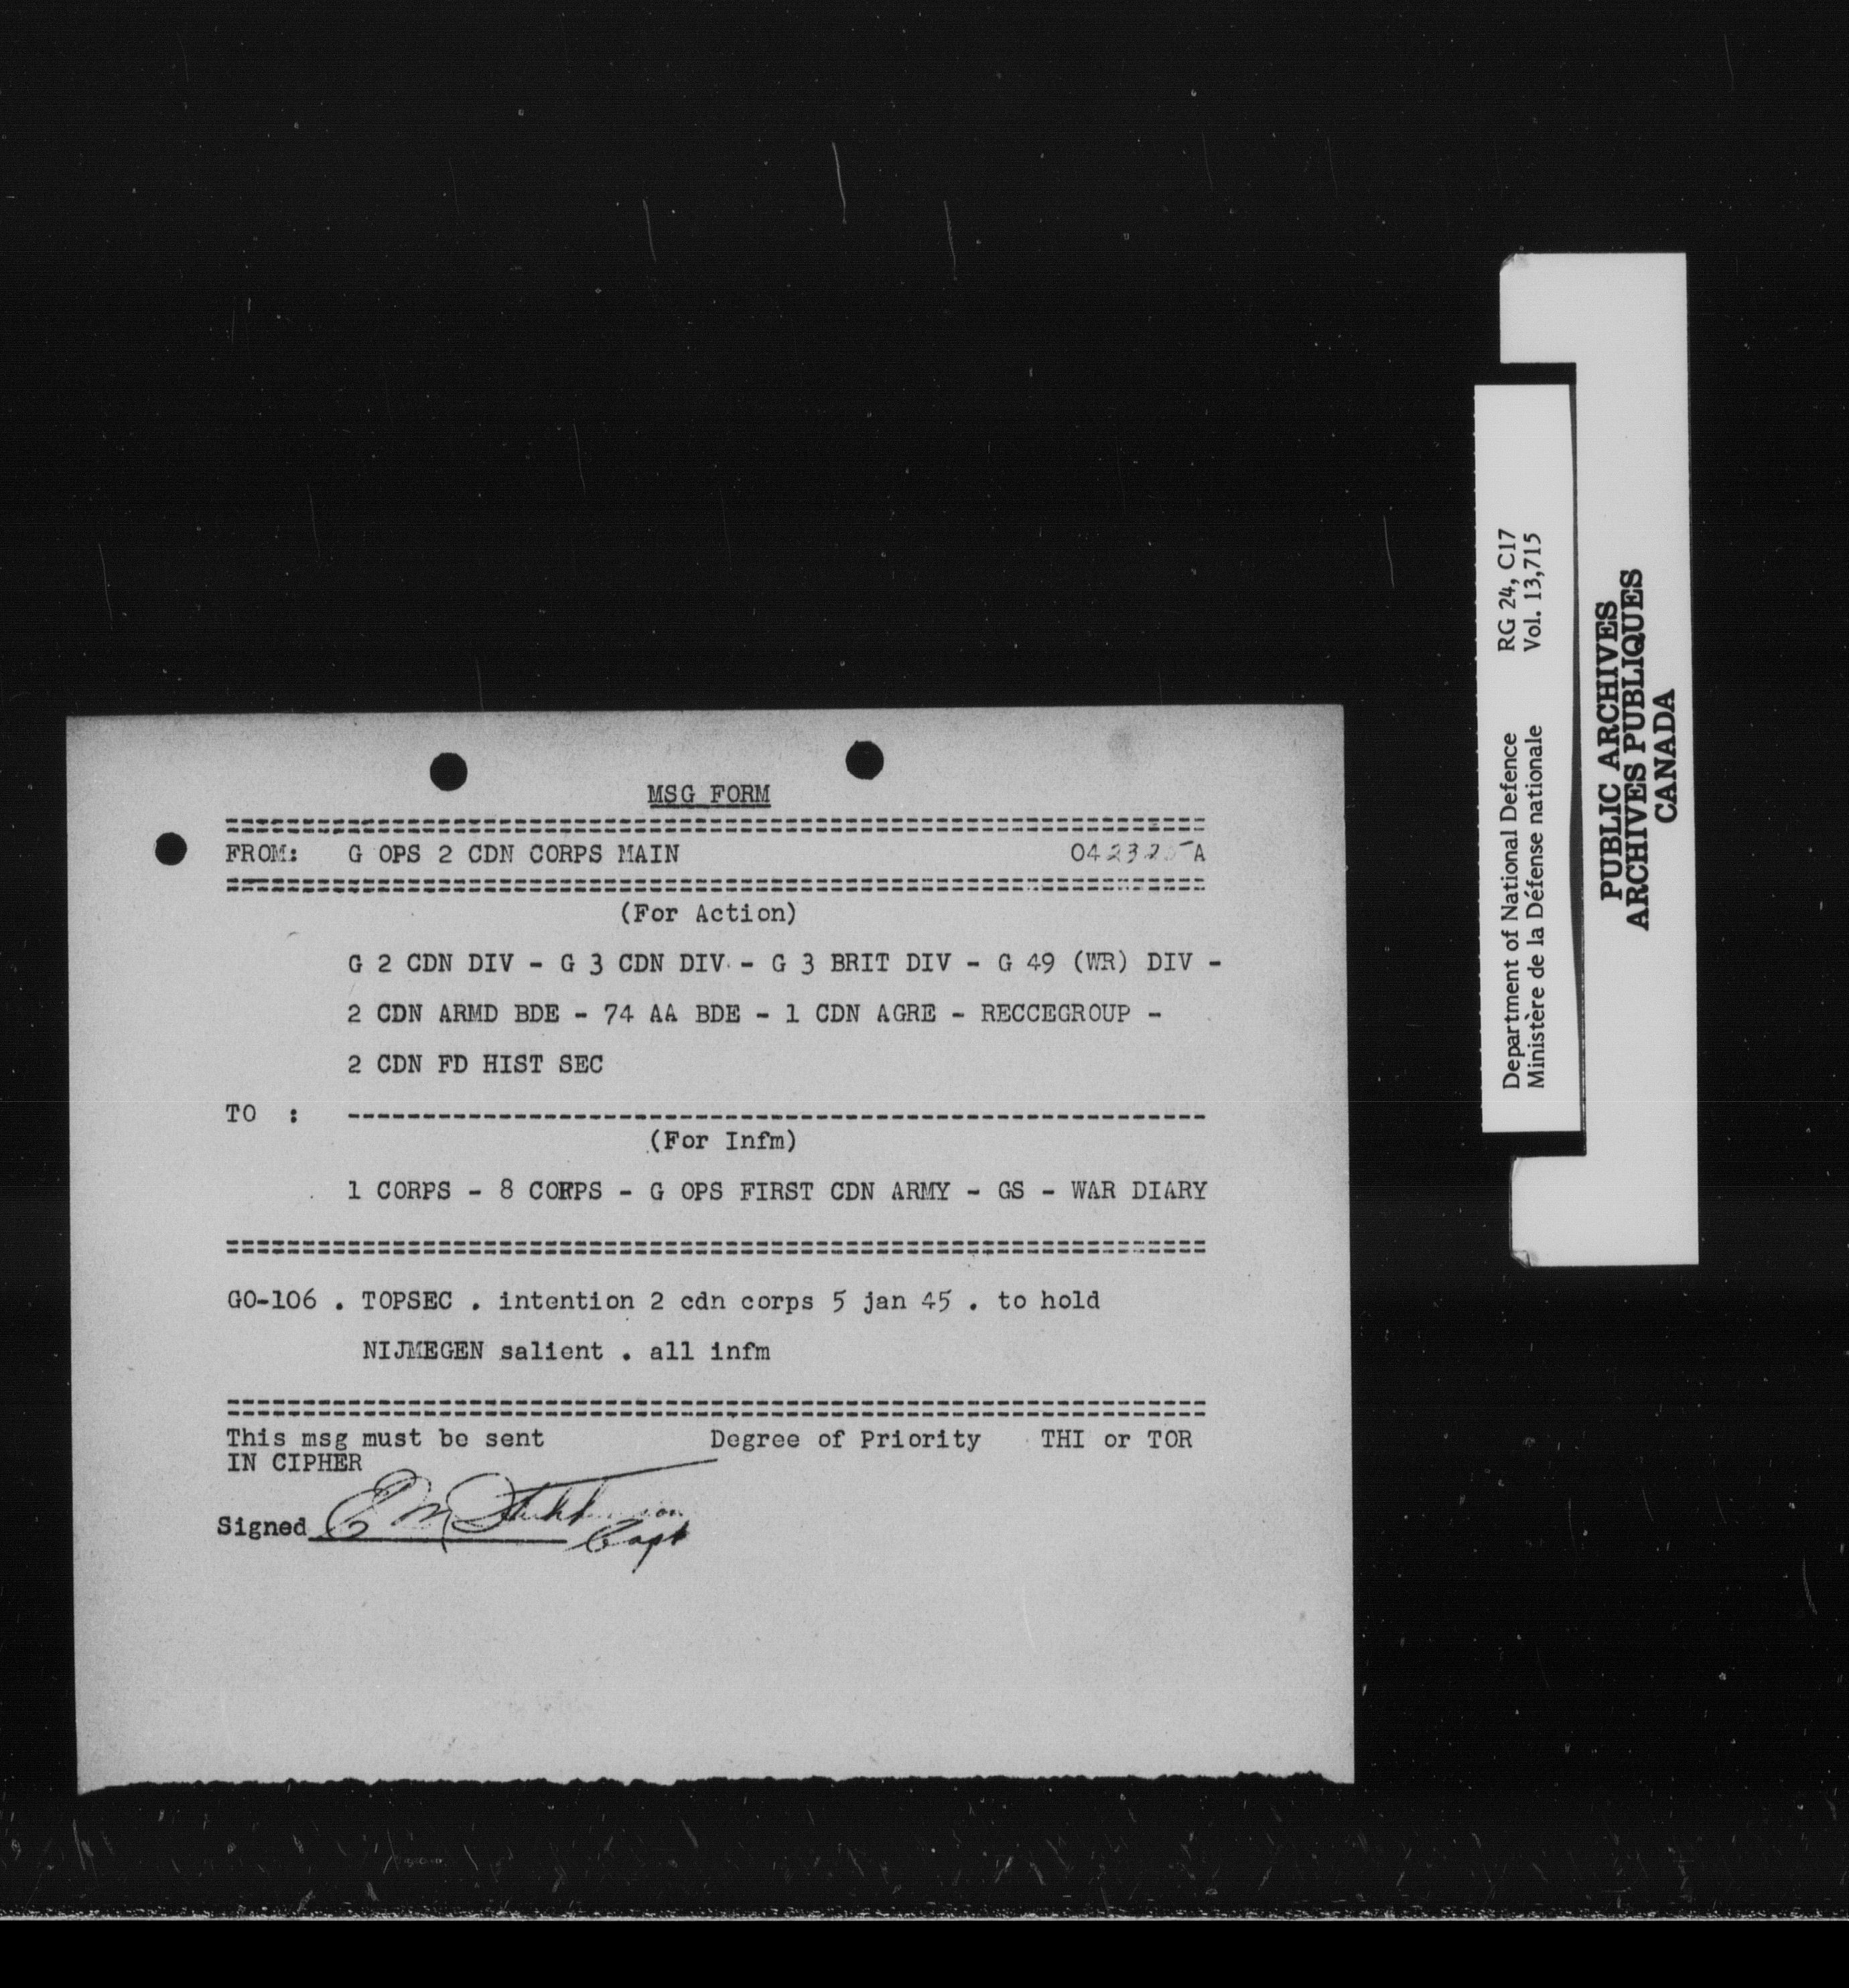 MSG FORM
FROM: G OPS 2 CDN CORPS MAIN 042325A
(For Action)
G 2 CDN DIV - G 3 CDN DIV - G 3 BRIT DIV - G 49 (WR) DIV -
2 CDN ARMD BDE - 74 AA BDE - 1 CDN AGRE - RECCEGROUP -
2 CDN FD HIST SEC
TO :
(For Infm)
1 CORPS - 8 CORPS - G OPS FIRST CDN ARMY - GS - WAR DIARY
GO-106 . TOPSEC . intention 2 cdn corps 5 jan 45 . to hold
NIJMEGEN salient . all infm
This msg must be sent Degree of Priority THI or TOR
IN CIPHER
Signed
Capt
Department of National Defence RG 24, C17
Ministère de la Défense nationale Vol. 13,715
PUBLIC ARCHIVES
ARCHIVES PUBLIQUES
CANADA